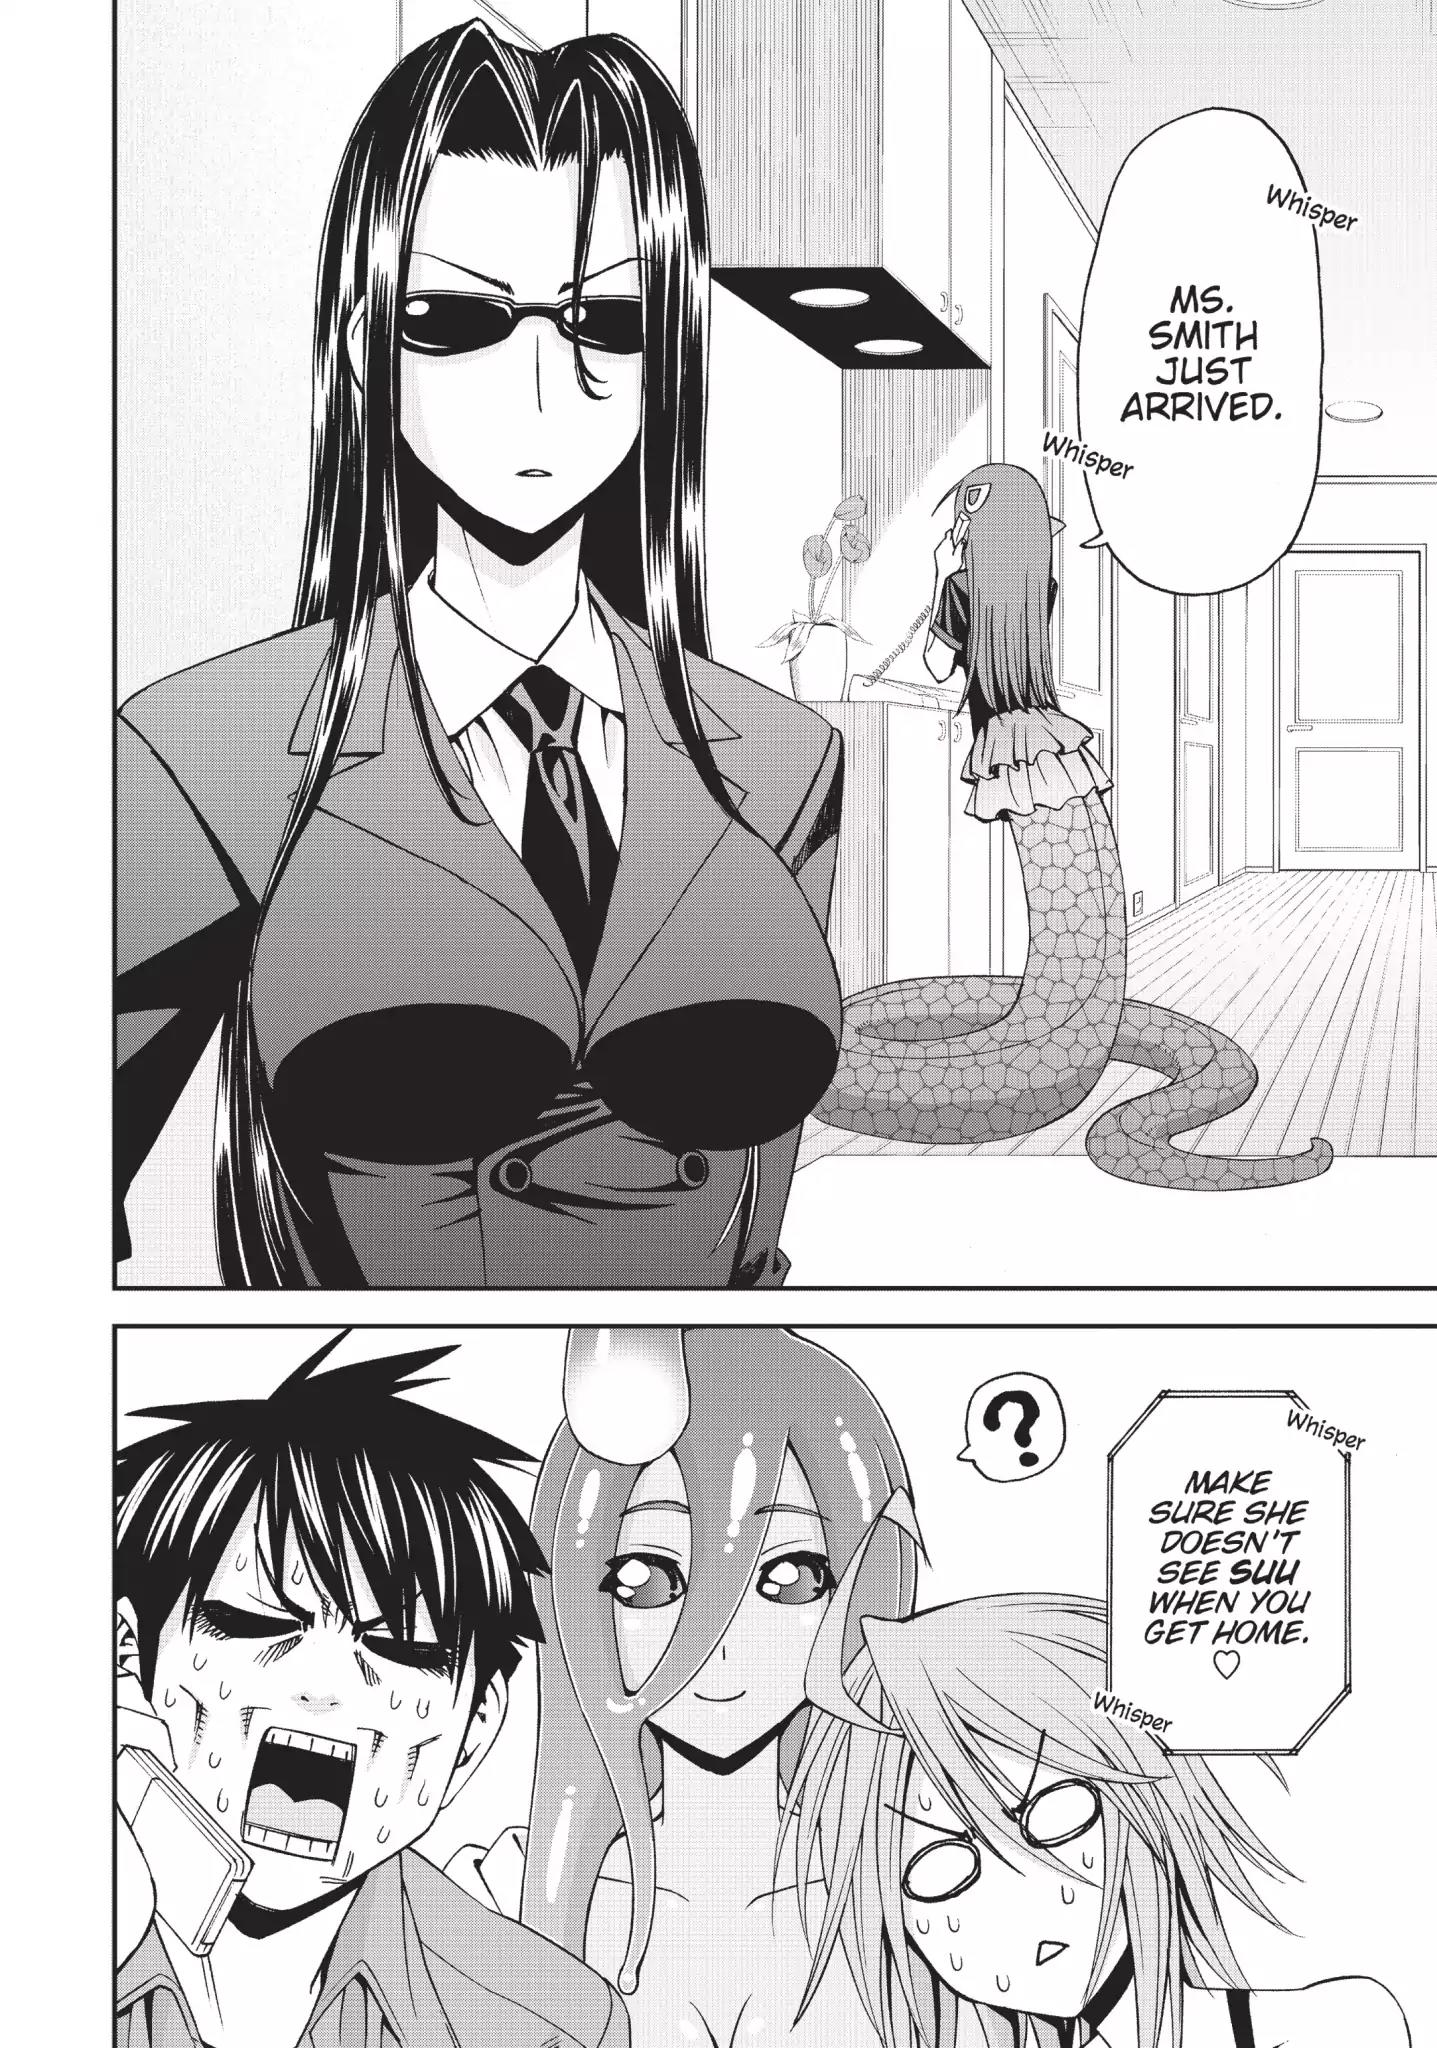 Whisper
MS.
SMITH
JUST
ARRIVED.
Whisper
?
Whisper
MAKE
SURE SHE
DOESN'T
SEE SUU
WHEN YOU
GET HOME.
♡
Whisper